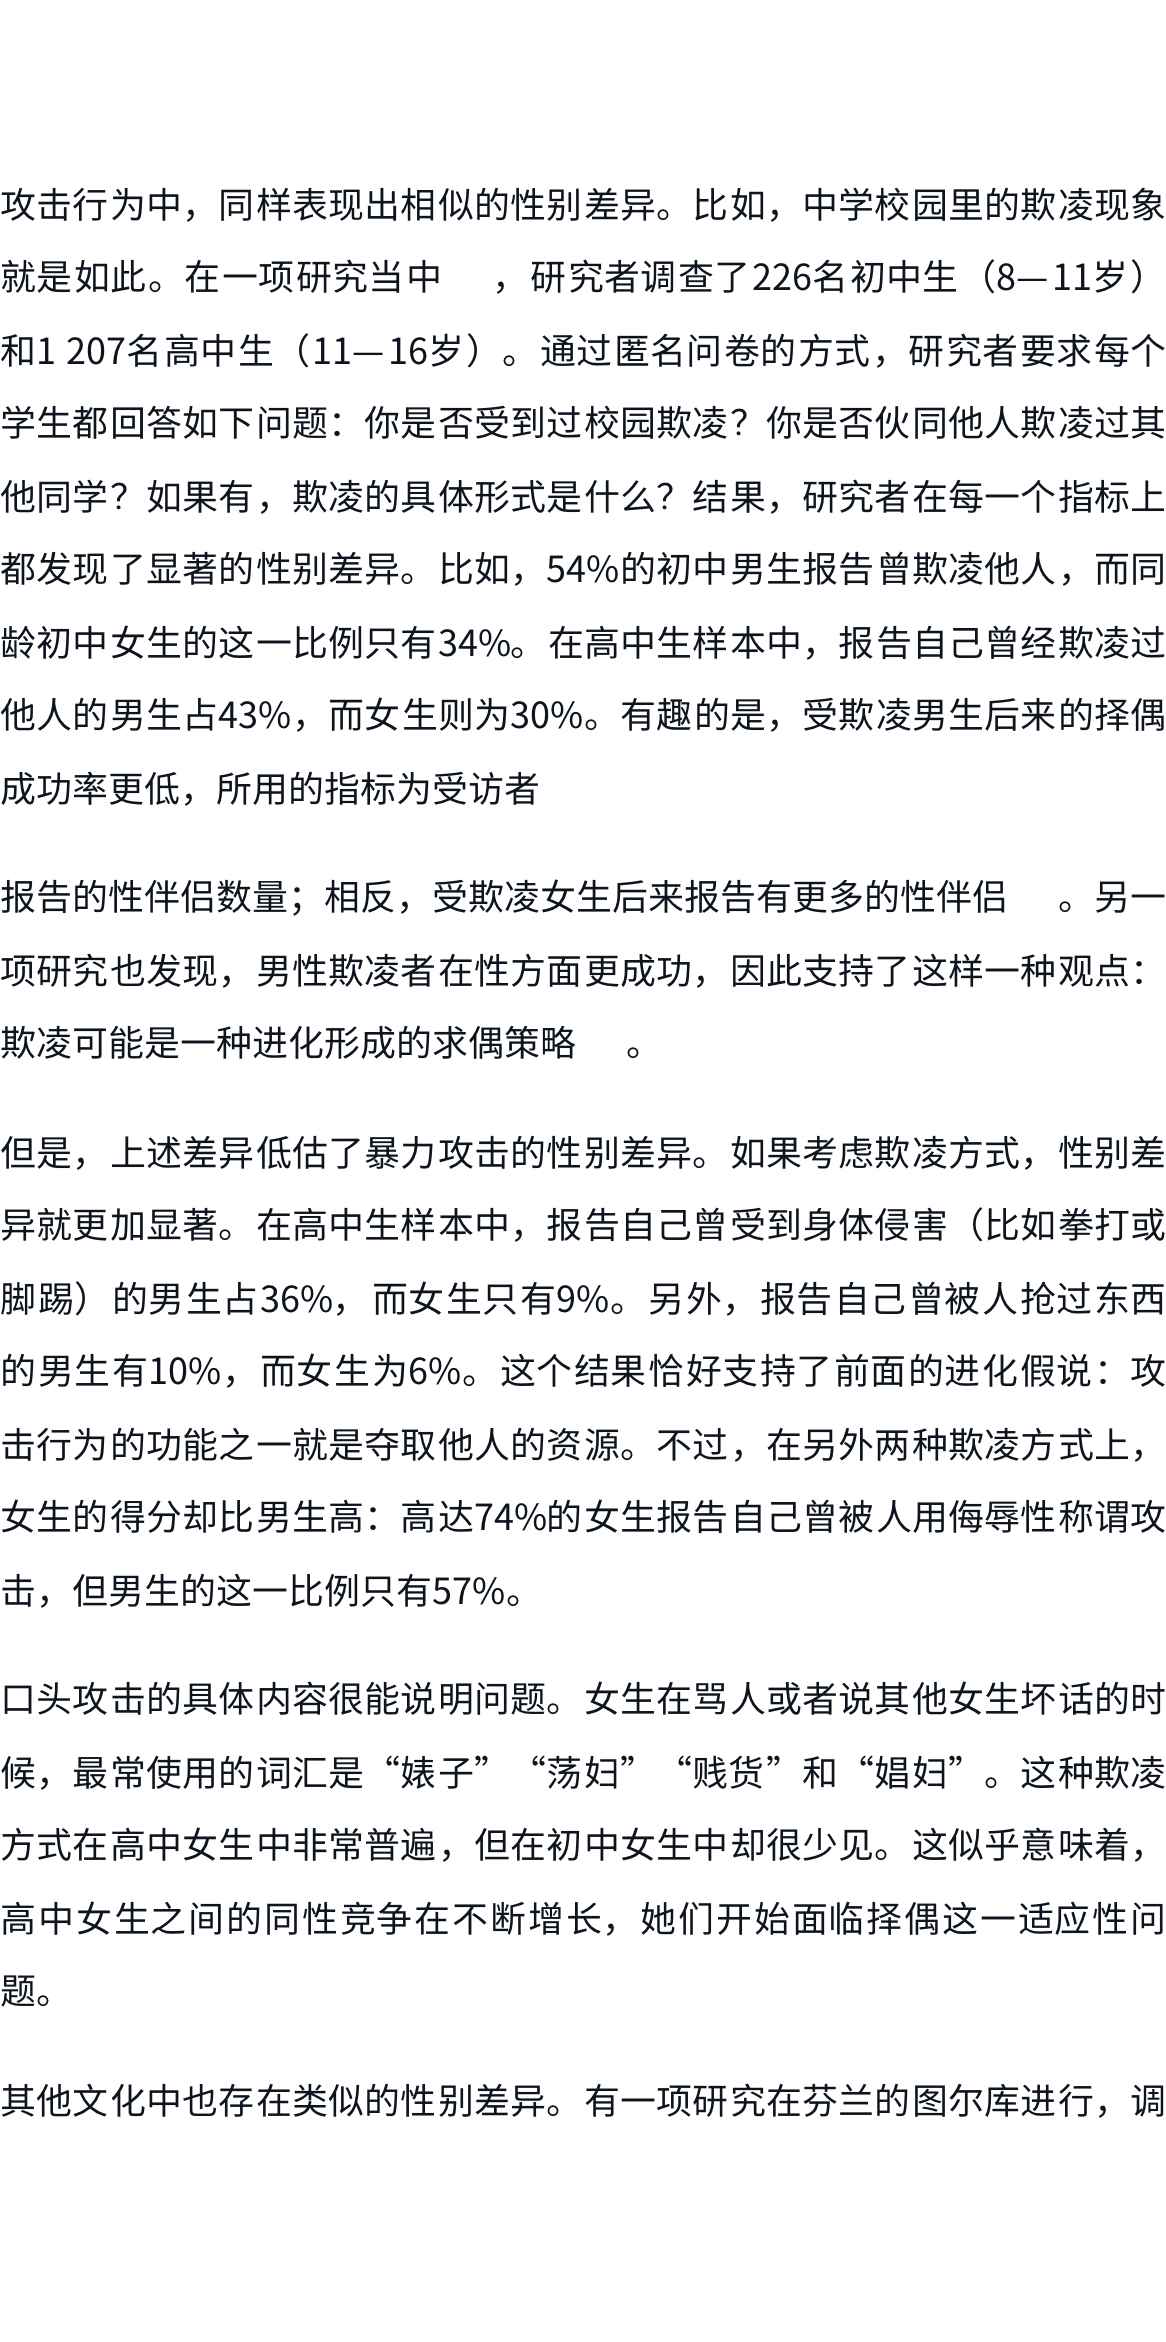 攻击行为中，同样表现出相似的性别差异。比如，中学校园里的欺凌现象
就是如此。在一项研究当中　，研究者调查了226名初中生（8—11岁）
和1 207名高中生（11—16岁）。通过匿名问卷的方式，研究者要求每个
学生都回答如下问题：你是否受到过校园欺凌？你是否伙同他人欺凌过其
他同学？如果有，欺凌的具体形式是什么？结果，研究者在每一个指标上
都发现了显著的性别差异。比如，54%的初中男生报告曾欺凌他人，而同
龄初中女生的这一比例只有34%。在高中生样本中，报告自己曾经欺凌过
他人的男生占43%，而女生则为30%。有趣的是，受欺凌男生后来的择偶
成功率更低，所用的指标为受访者
报告的性伴侣数量；相反，受欺凌女生后来报告有更多的性伴侣　。另一
项研究也发现，男性欺凌者在性方面更成功，因此支持了这样一种观点：
欺凌可能是一种进化形成的求偶策略　。
但是，上述差异低估了暴力攻击的性别差异。如果考虑欺凌方式，性别差
异就更加显著。在高中生样本中，报告自己曾受到身体侵害（比如拳打或
脚踢）的男生占36%，而女生只有9%。另外，报告自己曾被人抢过东西
的男生有10%，而女生为6%。这个结果恰好支持了前面的进化假说：攻
击行为的功能之一就是夺取他人的资源。不过，在另外两种欺凌方式上，
女生的得分却比男生高：高达74%的女生报告自己曾被人用侮辱性称谓攻
击，但男生的这一比例只有57%。
口头攻击的具体内容很能说明问题。女生在骂人或者说其他女生坏话的时
候，最常使用的词汇是“婊子”“荡妇”“贱货”和“娼妇”。这种欺凌
方式在高中女生中非常普遍，但在初中女生中却很少见。这似乎意味着，
高中女生之间的同性竞争在不断增长，她们开始面临择偶这一适应性问
题。
其他文化中也存在类似的性别差异。有一项研究在芬兰的图尔库进行，调